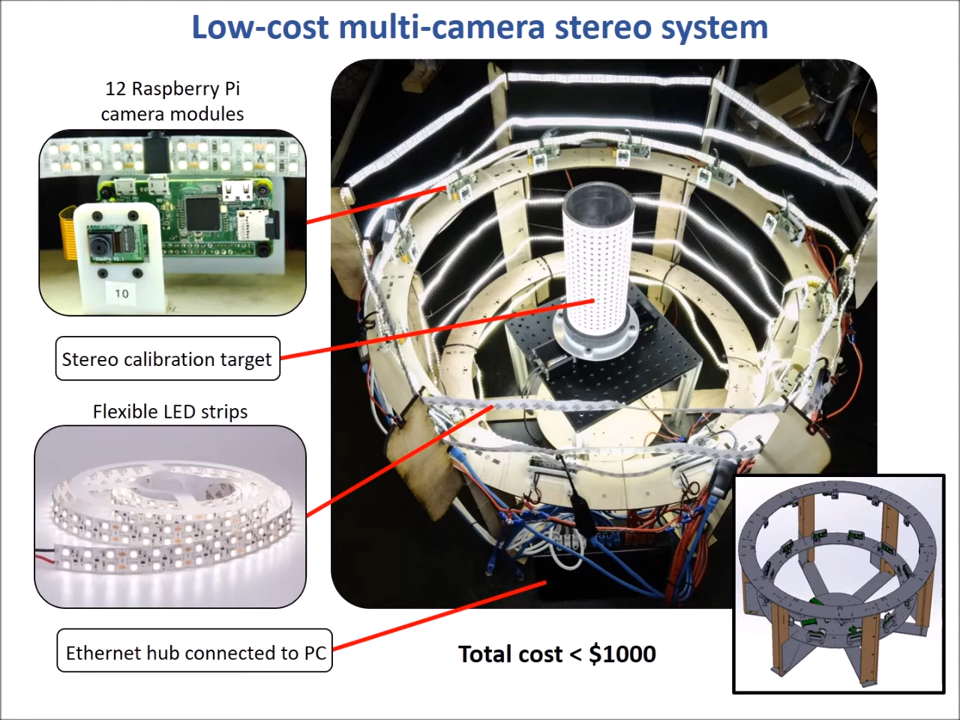 Low-cost multi-camera stereo system
12 Raspberry Pi
camera modules
10
Stereo calibration target
Flexible LED strips
Ethernet hub connected to PC
Total cost < $1000